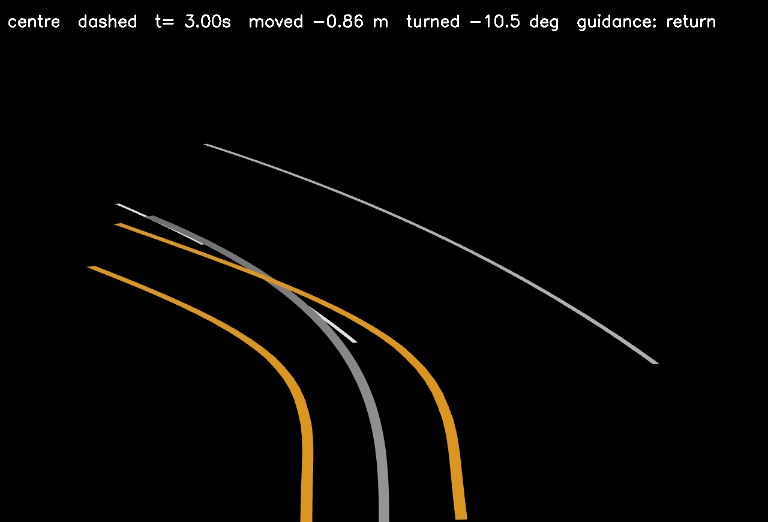 centre dashed t= 3.00s moved −0.86 m turned −10.5 deg guidance: return